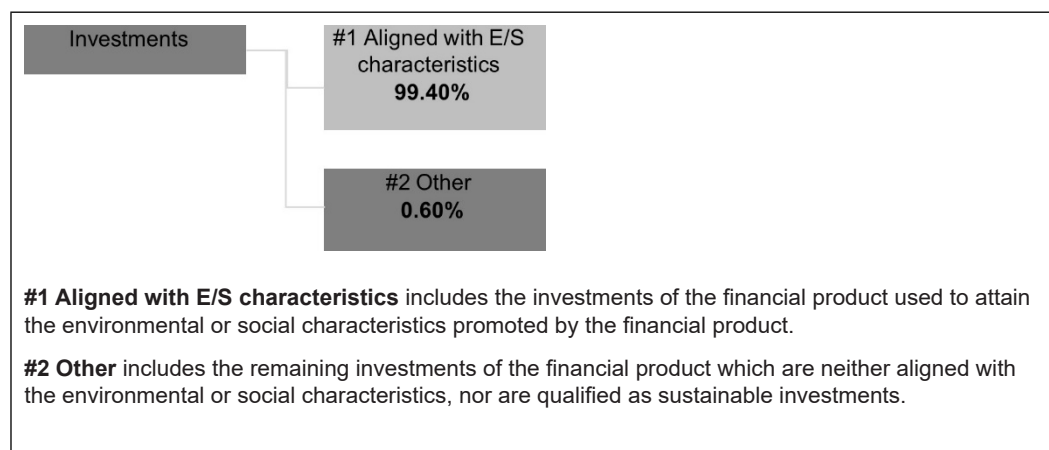 Investments
#1 Aligned with E/S
characteristics
99.40%
#2 Other
0.60%
#1 Aligned with E/S characteristics includes the investments of the financial product used to attain
the environmental or social characteristics promoted by the financial product.
#2 Other includes the remaining investments of the financial product which are neither aligned with
the environmental or social characteristics, nor are qualified as sustainable investments.